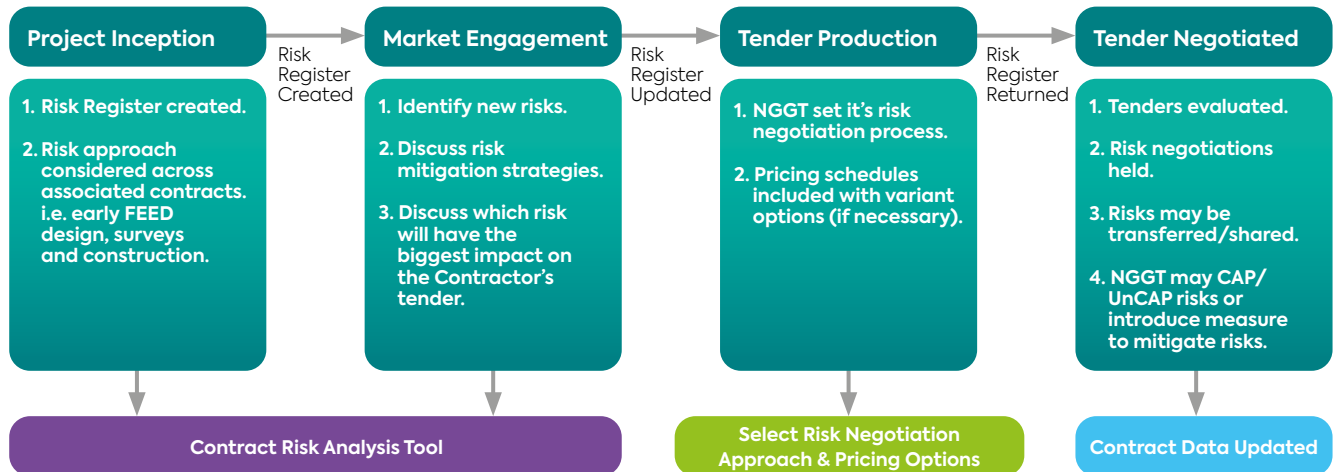 Project Inception
Risk
Register
Created
Market Engagement
Risk
Register
Updated
Tender Production
Risk
Register
Returned
Tender Negotiated
1. Risk Register created.
2. Risk approach
considered across
associated contracts.
i.e. early FEED
design, surveys
and construction.
1. Identify new risks.
2. Discuss risk
mitigation strategies.
3. Discuss which risk
will have the
biggest impact on
the Contractor's
tender.
1. NGGT set it's risk
negotiation process.
2. Pricing schedules
included with variant
options (if necessary).
1. Tenders evaluated.
2. Risk negotiations
held.
3. Risks may be
transferred/shared.
4. NGGT may CAP/
UnCAP risks or
introduce measure
to mitigate risks.
Contract Risk Analysis Tool
Select Risk Negotiation
Approach & Pricing Options
Contract Data Updated